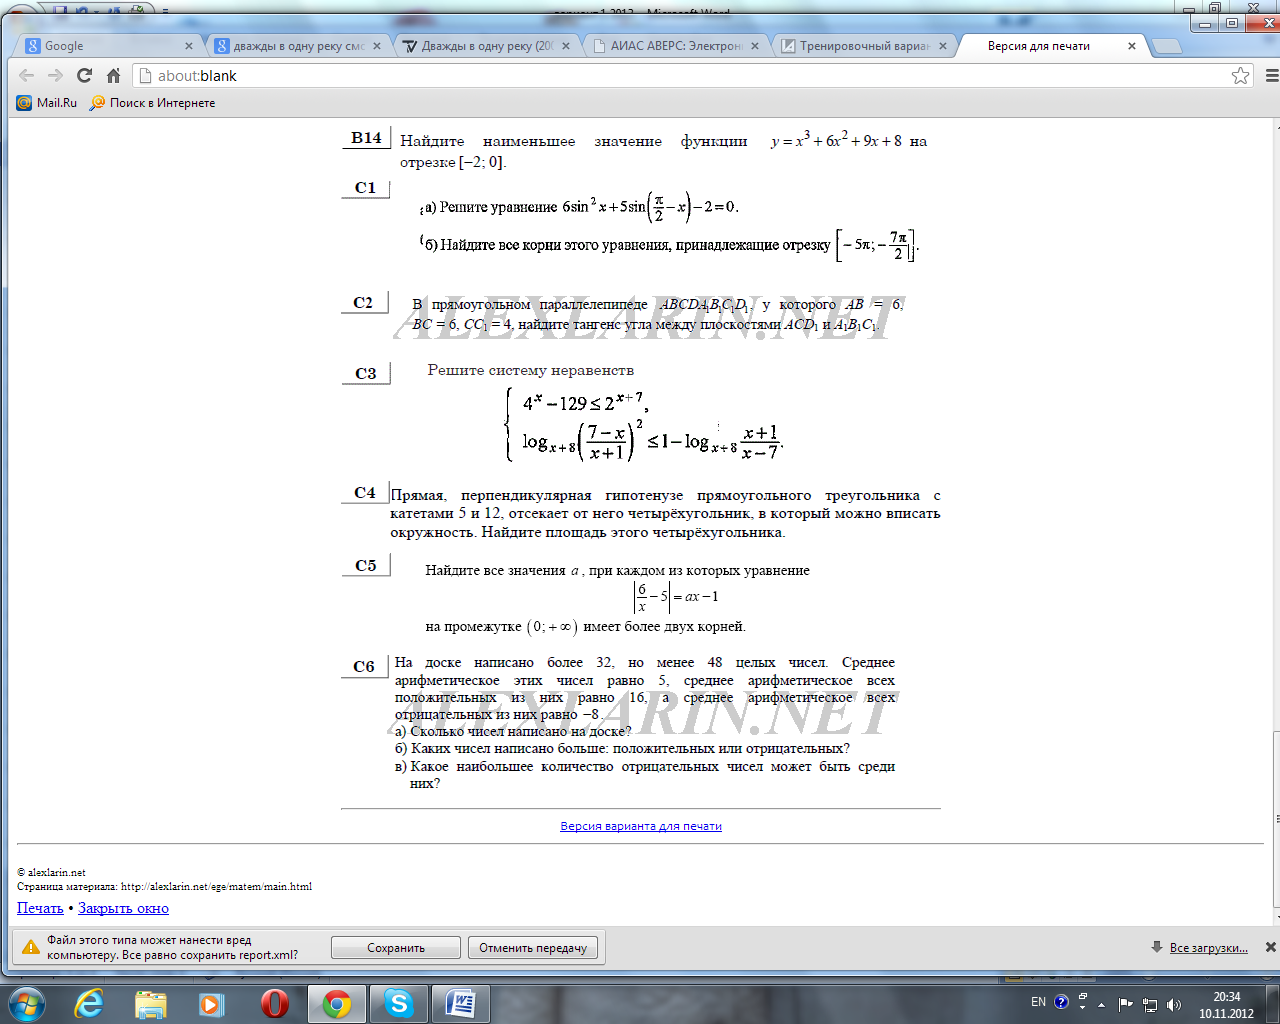 вариант 1 2012 - Microsoft Word
Google
дважды в одну реку смо
Дважды в одну реку (200
АИАС АВЕРС: Электронн
Тренировочный вариан
Версия для печати
about:blank
Mail.Ru
Поиск в Интернете
B14 Найдите наименьшее значение функции y = x³ + 6x² + 9x + 8 на
отрезке [−2; 0].
C1
а) Решите уравнение 6sin² x + 5sin(π/2 − x) − 2 = 0.
б) Найдите все корни этого уравнения, принадлежащие отрезку [−5π; −7π/2].
ALEXLARIN.NET
C2 В прямоугольном параллелепипеде ABCDA₁B₁C₁D₁, у которого AB = 6,
BC = 6, CC₁ = 4, найдите тангенс угла между плоскостями ACD₁ и A₁B₁C₁.
C3 Решите систему неравенств
4^x − 129 ≤ 2^(x+7),
log_(x+8) ((7−x)/(x+1))² ≤ 1 − log_(x+8) (x+1)/(x−7).
C4 Прямая, перпендикулярная гипотенузе прямоугольного треугольника с
катетами 5 и 12, отсекает от него четырёхугольник, в который можно вписать
окружность. Найдите площадь этого четырёхугольника.
C5 Найдите все значения a, при каждом из которых уравнение
|6/x − 5| = ax − 1
на промежутке (0; +∞) имеет более двух корней.
C6 На доске написано более 32, но менее 48 целых чисел. Среднее
арифметическое этих чисел равно 5, среднее арифметическое всех
положительных из них равно 16, а среднее арифметическое всех
отрицательных из них равно −8.
ALEXLARIN.NET
а) Сколько чисел написано на доске?
б) Каких чисел написано больше: положительных или отрицательных?
в) Какое наибольшее количество отрицательных чисел может быть среди
них?
Версия варианта для печати
© alexlarin.net
Страница материала: http://alexlarin.net/ege/matem/main.html
Печать • Закрыть окно
Файл этого типа может нанести вред
компьютеру. Все равно сохранить report.xml?
Сохранить
Отменить передачу
Все загрузки...
EN
20:34
10.11.2012